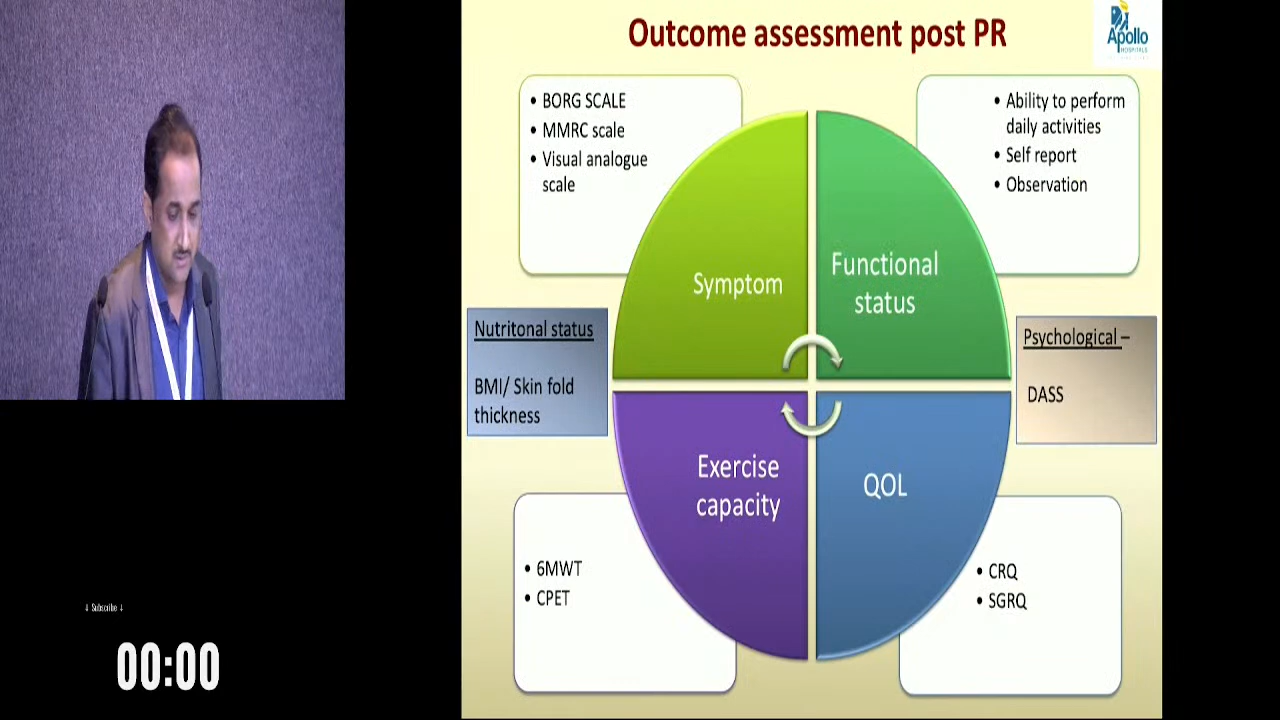 Outcome assessment post PR
Apollo
HOSPITALS
• BORG SCALE
• MMRC scale
• Visual analogue
scale
• Ability to perform
daily activities
• Self report
• Observation
Symptom
Functional
status
Nutritonal status
BMI/ Skin fold
thickness
Psychological –
DASS
Exercise
capacity
QOL
• 6MWT
• CPET
• CRQ
• SGRQ
↓ Subscribe ↓
00:00